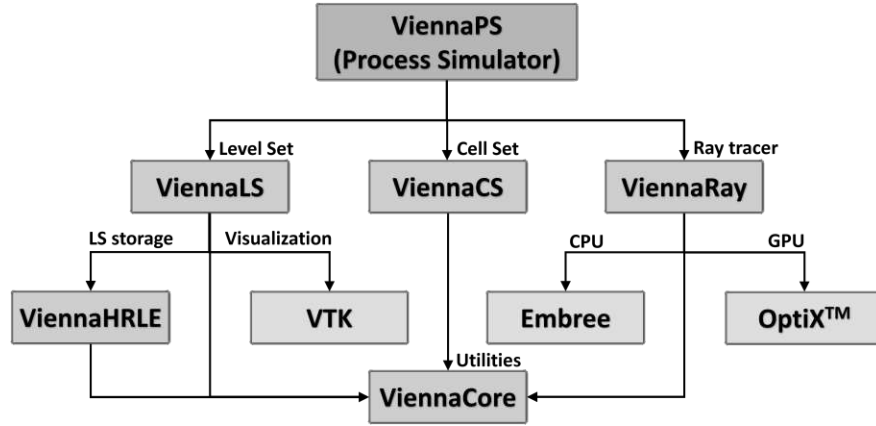 ViennaPS
(Process Simulator)
Level Set
Cell Set
Ray tracer
ViennaLS
ViennaCS
ViennaRay
LS storage
Visualization
CPU
GPU
ViennaHRLE
VTK
Embree
OptiX™
Utilities
ViennaCore